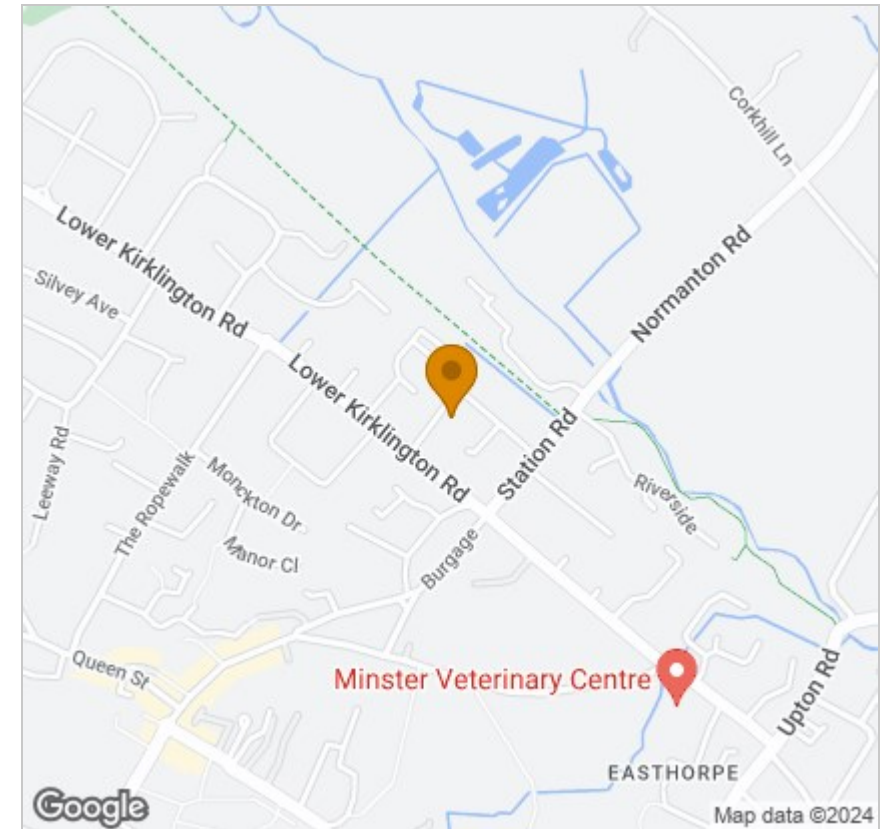 Corkhill Ln
Normanton Rd
Lower Kirklington Rd
Silvey Ave
Lower Kirklington Rd
Station Rd
Leeway Rd
The Ropewalk
Monckton Dr
Manor Cl
Riverside
Burgage
Queen St
Minster Veterinary Centre
Upton Rd
EASTHORPE
Google
Map data ©2024